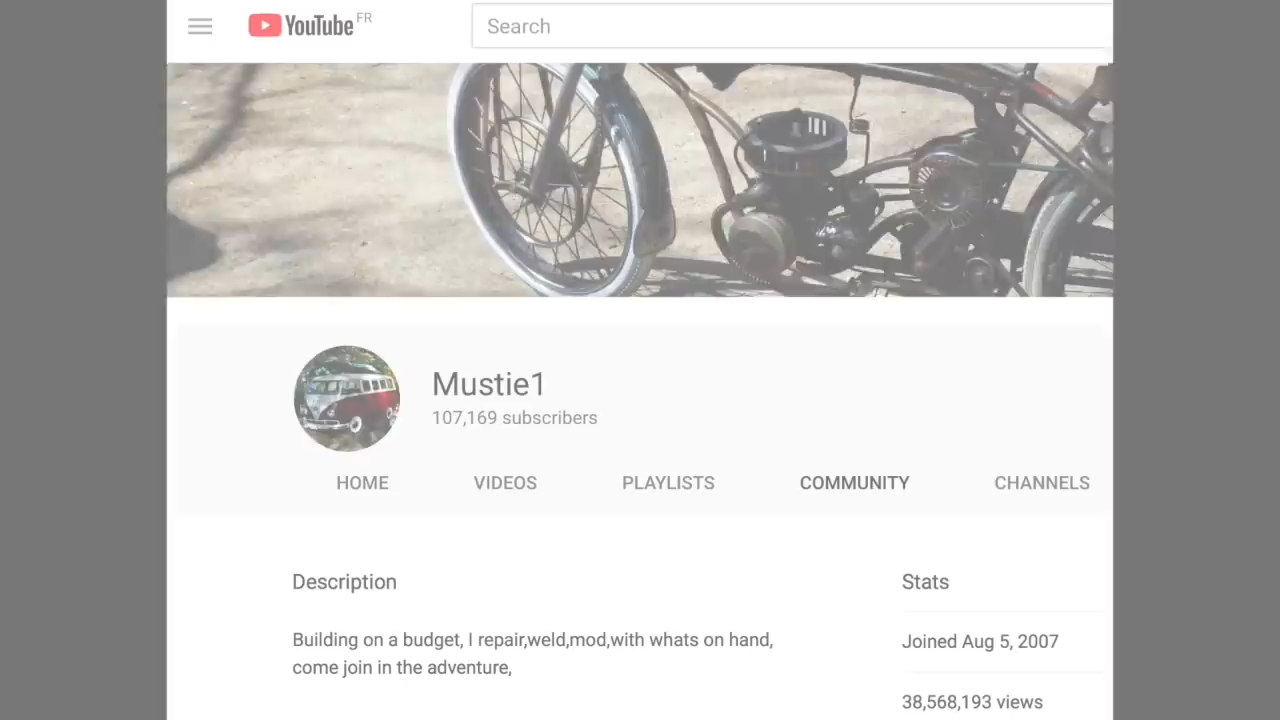 YouTube FR
Search
Mustie1
107,169 subscribers
HOME VIDEOS PLAYLISTS COMMUNITY CHANNELS
Description
Stats
Building on a budget, I repair,weld,mod,with whats on hand,
come join in the adventure,
Joined Aug 5, 2007
38,568,193 views